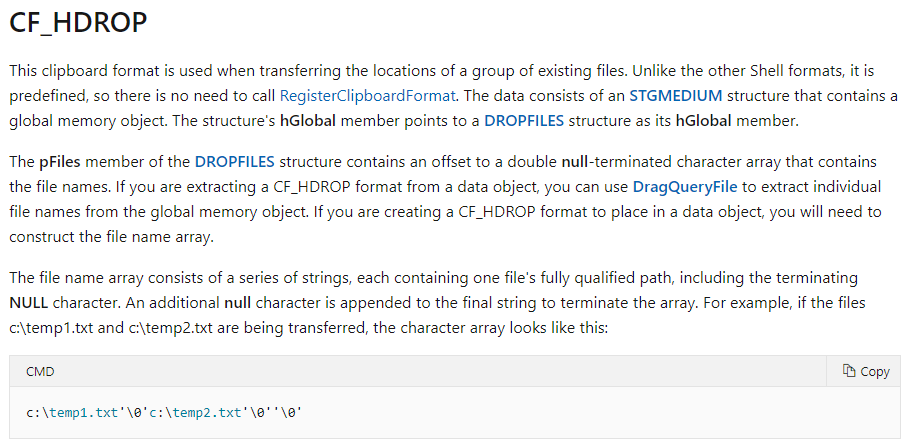 CF_HDROP
This clipboard format is used when transferring the locations of a group of existing files. Unlike the other Shell formats, it is
predefined, so there is no need to call RegisterClipboardFormat. The data consists of an STGMEDIUM structure that contains a
global memory object. The structure's hGlobal member points to a DROPFILES structure as its hGlobal member.
The pFiles member of the DROPFILES structure contains an offset to a double null-terminated character array that contains
the file names. If you are extracting a CF_HDROP format from a data object, you can use DragQueryFile to extract individual
file names from the global memory object. If you are creating a CF_HDROP format to place in a data object, you will need to
construct the file name array.
The file name array consists of a series of strings, each containing one file's fully qualified path, including the terminating
NULL character. An additional null character is appended to the final string to terminate the array. For example, if the files
c:\temp1.txt and c:\temp2.txt are being transferred, the character array looks like this:
CMD Copy
c:\temp1.txt'\0'c:\temp2.txt'\0''\0'